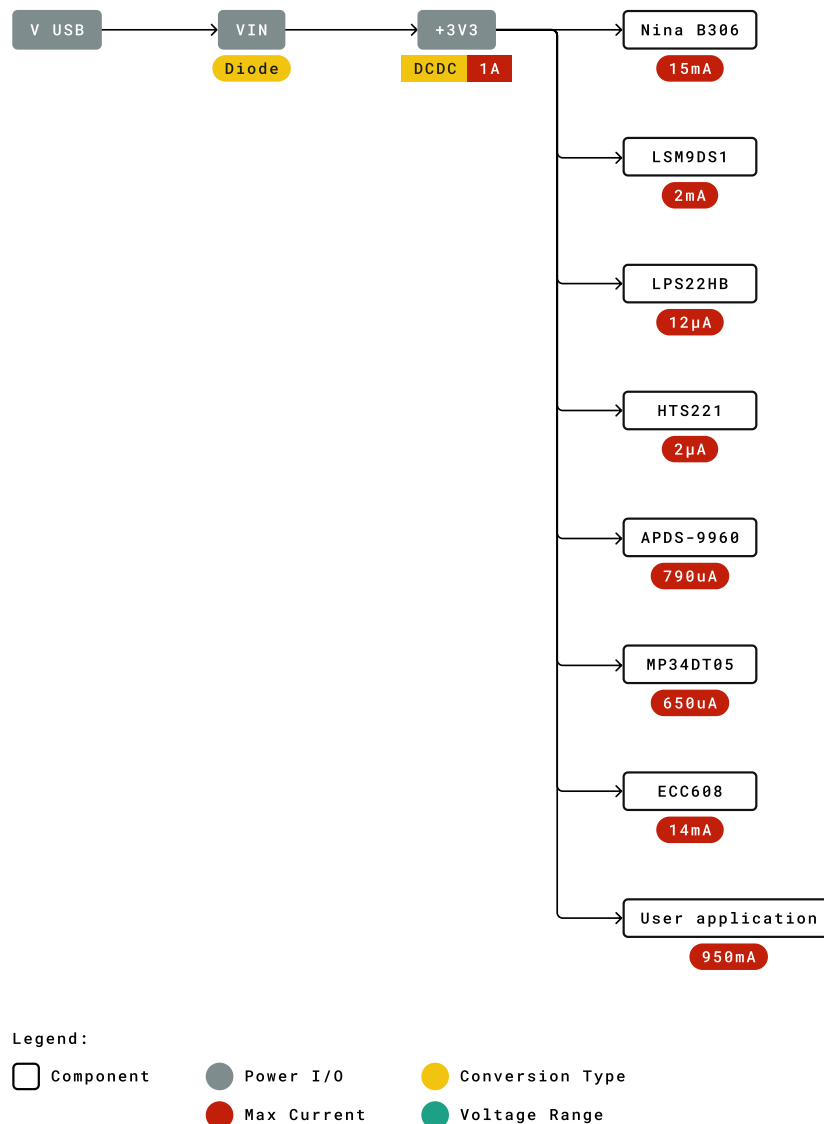 V USB
VIN
+3V3
Nina B306
Diode
DCDC
1A
15mA
LSM9DS1
2mA
LPS22HB
12µA
HTS221
2µA
APDS-9960
790uA
MP34DT05
650uA
ECC608
14mA
User application
950mA
Legend:
Component
Power I/O
Conversion Type
Max Current
Voltage Range